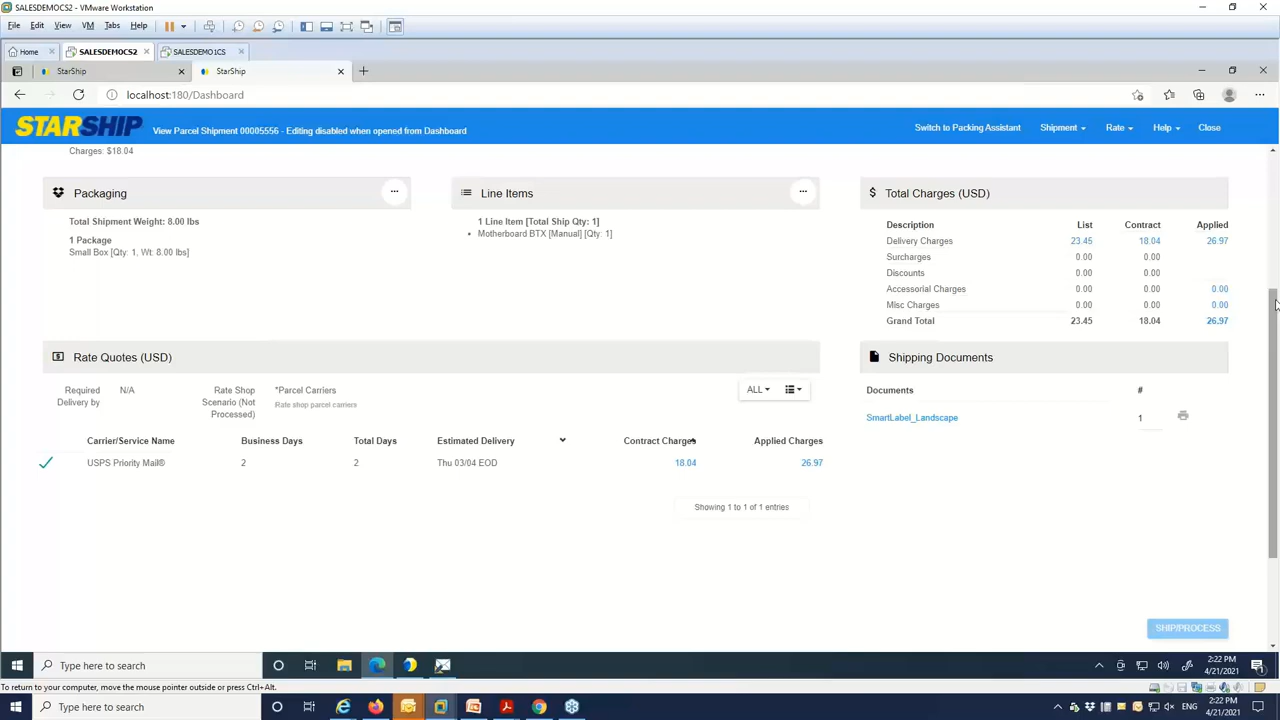 SALESDEMOCS2 - VMware Workstation
File Edit View VM Tabs Help
Home SALESDEMOCS2 SALESDEMO1CS
StarShip StarShip
localhost:180/Dashboard
STARSHIP View Parcel Shipment 00005556 - Editing disabled when opened from Dashboard Switch to Packing Assistant Shipment Rate Help Close
Charges: $18.04
Packaging ... Line Items ... $ Total Charges (USD)
Total Shipment Weight: 8.00 lbs
1 Package
Small Box [Qty: 1, Wt: 8.00 lbs]
1 Line Item [Total Ship Qty: 1]
Motherboard BTX [Manual] [Qty: 1]
Description List Contract Applied
Delivery Charges 23.45 18.04 26.97
Surcharges 0.00 0.00
Discounts 0.00 0.00
Accessorial Charges 0.00 0.00 0.00
Misc Charges 0.00 0.00 0.00
Grand Total 23.45 18.04 26.97
Rate Quotes (USD) Shipping Documents
Required
Delivery by
N/A
Rate Shop
Scenario (Not
Processed)
*Parcel Carriers
Rate shop parcel carriers
ALL
Documents #
SmartLabel_Landscape 1
Carrier/Service Name Business Days Total Days Estimated Delivery Contract Charges Applied Charges
USPS Priority Mail® 2 2 Thu 03/04 EOD 18.04 26.97
Showing 1 to 1 of 1 entries
SHIP/PROCESS
Type here to search
2:22 PM
4/21/2021
To return to your computer, move the mouse pointer outside or press Ctrl+Alt.
Type here to search
ENG
2:22 PM
4/21/2021